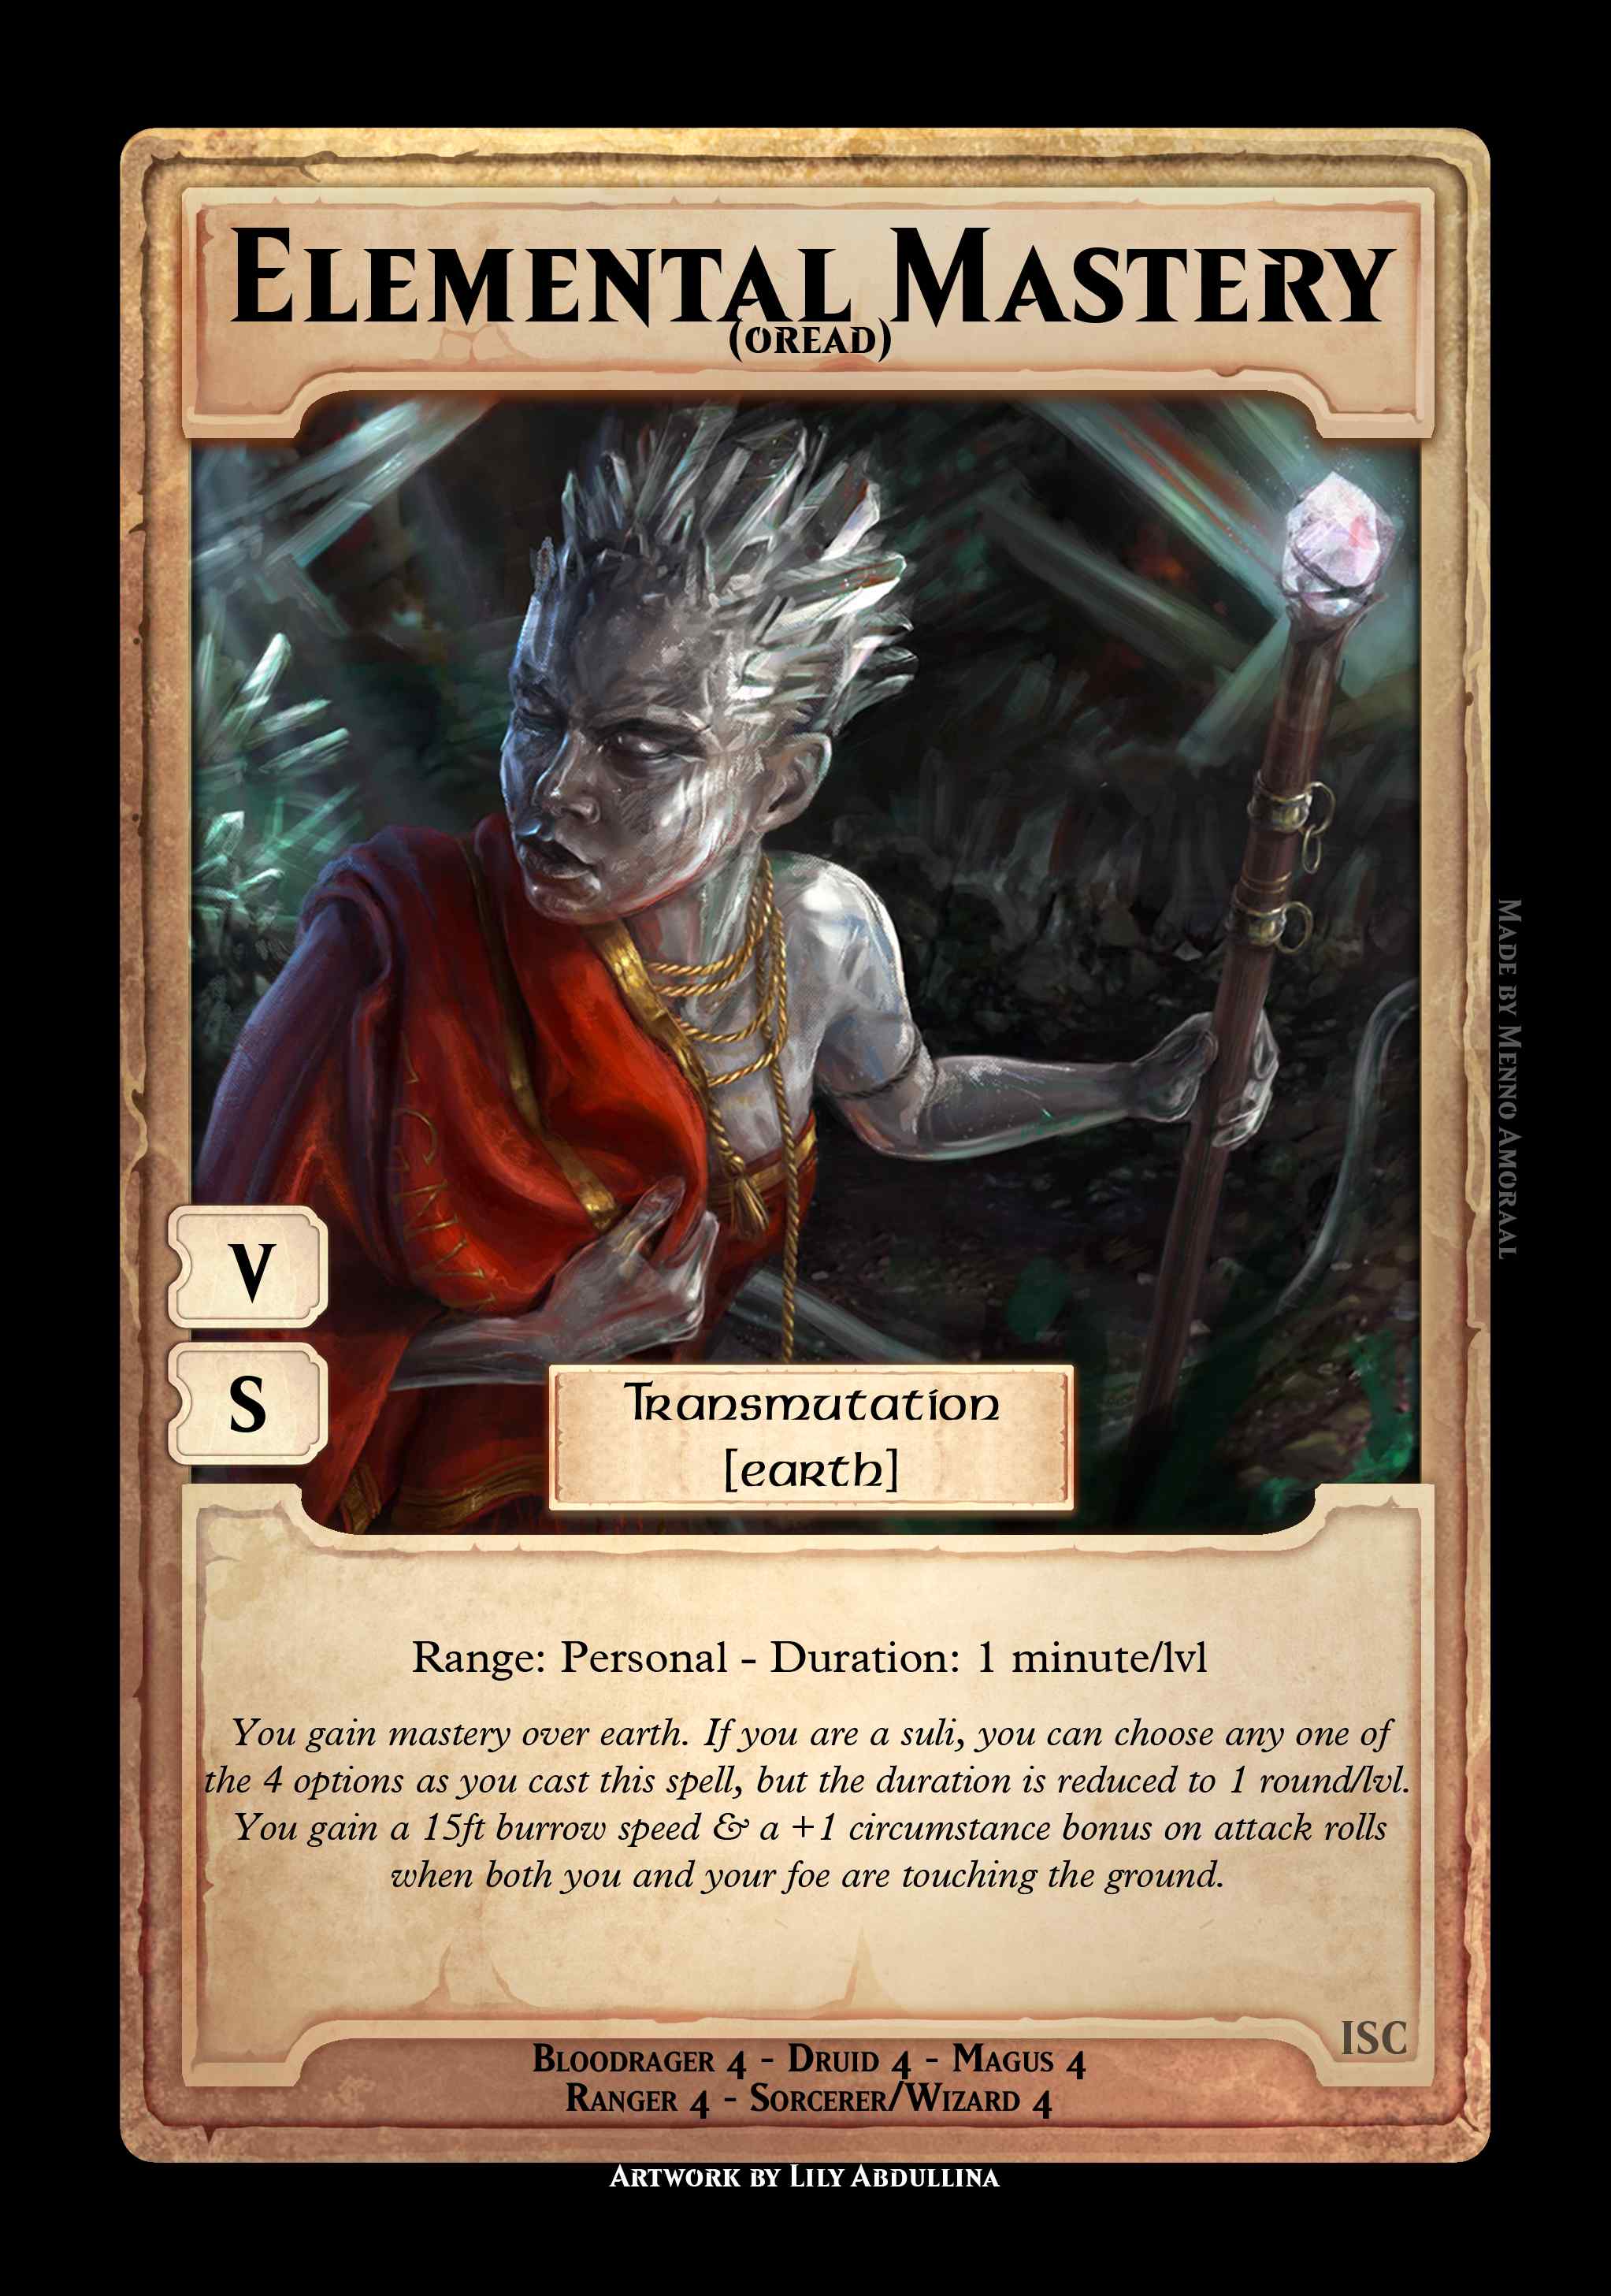 Elemental Mastery
(oread)
Made by Menno Amoraal
V
S
Transmutation
[earth]
Range: Personal - Duration: 1 minute/lvl
You gain mastery over earth. If you are a suli, you can choose any one of
the 4 options as you cast this spell, but the duration is reduced to 1 round/lvl.
You gain a 15ft burrow speed & a +1 circumstance bonus on attack rolls
when both you and your foe are touching the ground.
ISC
Bloodrager 4 - Druid 4 - Magus 4
Ranger 4 - Sorcerer/Wizard 4
Artwork by Lily Abdullina